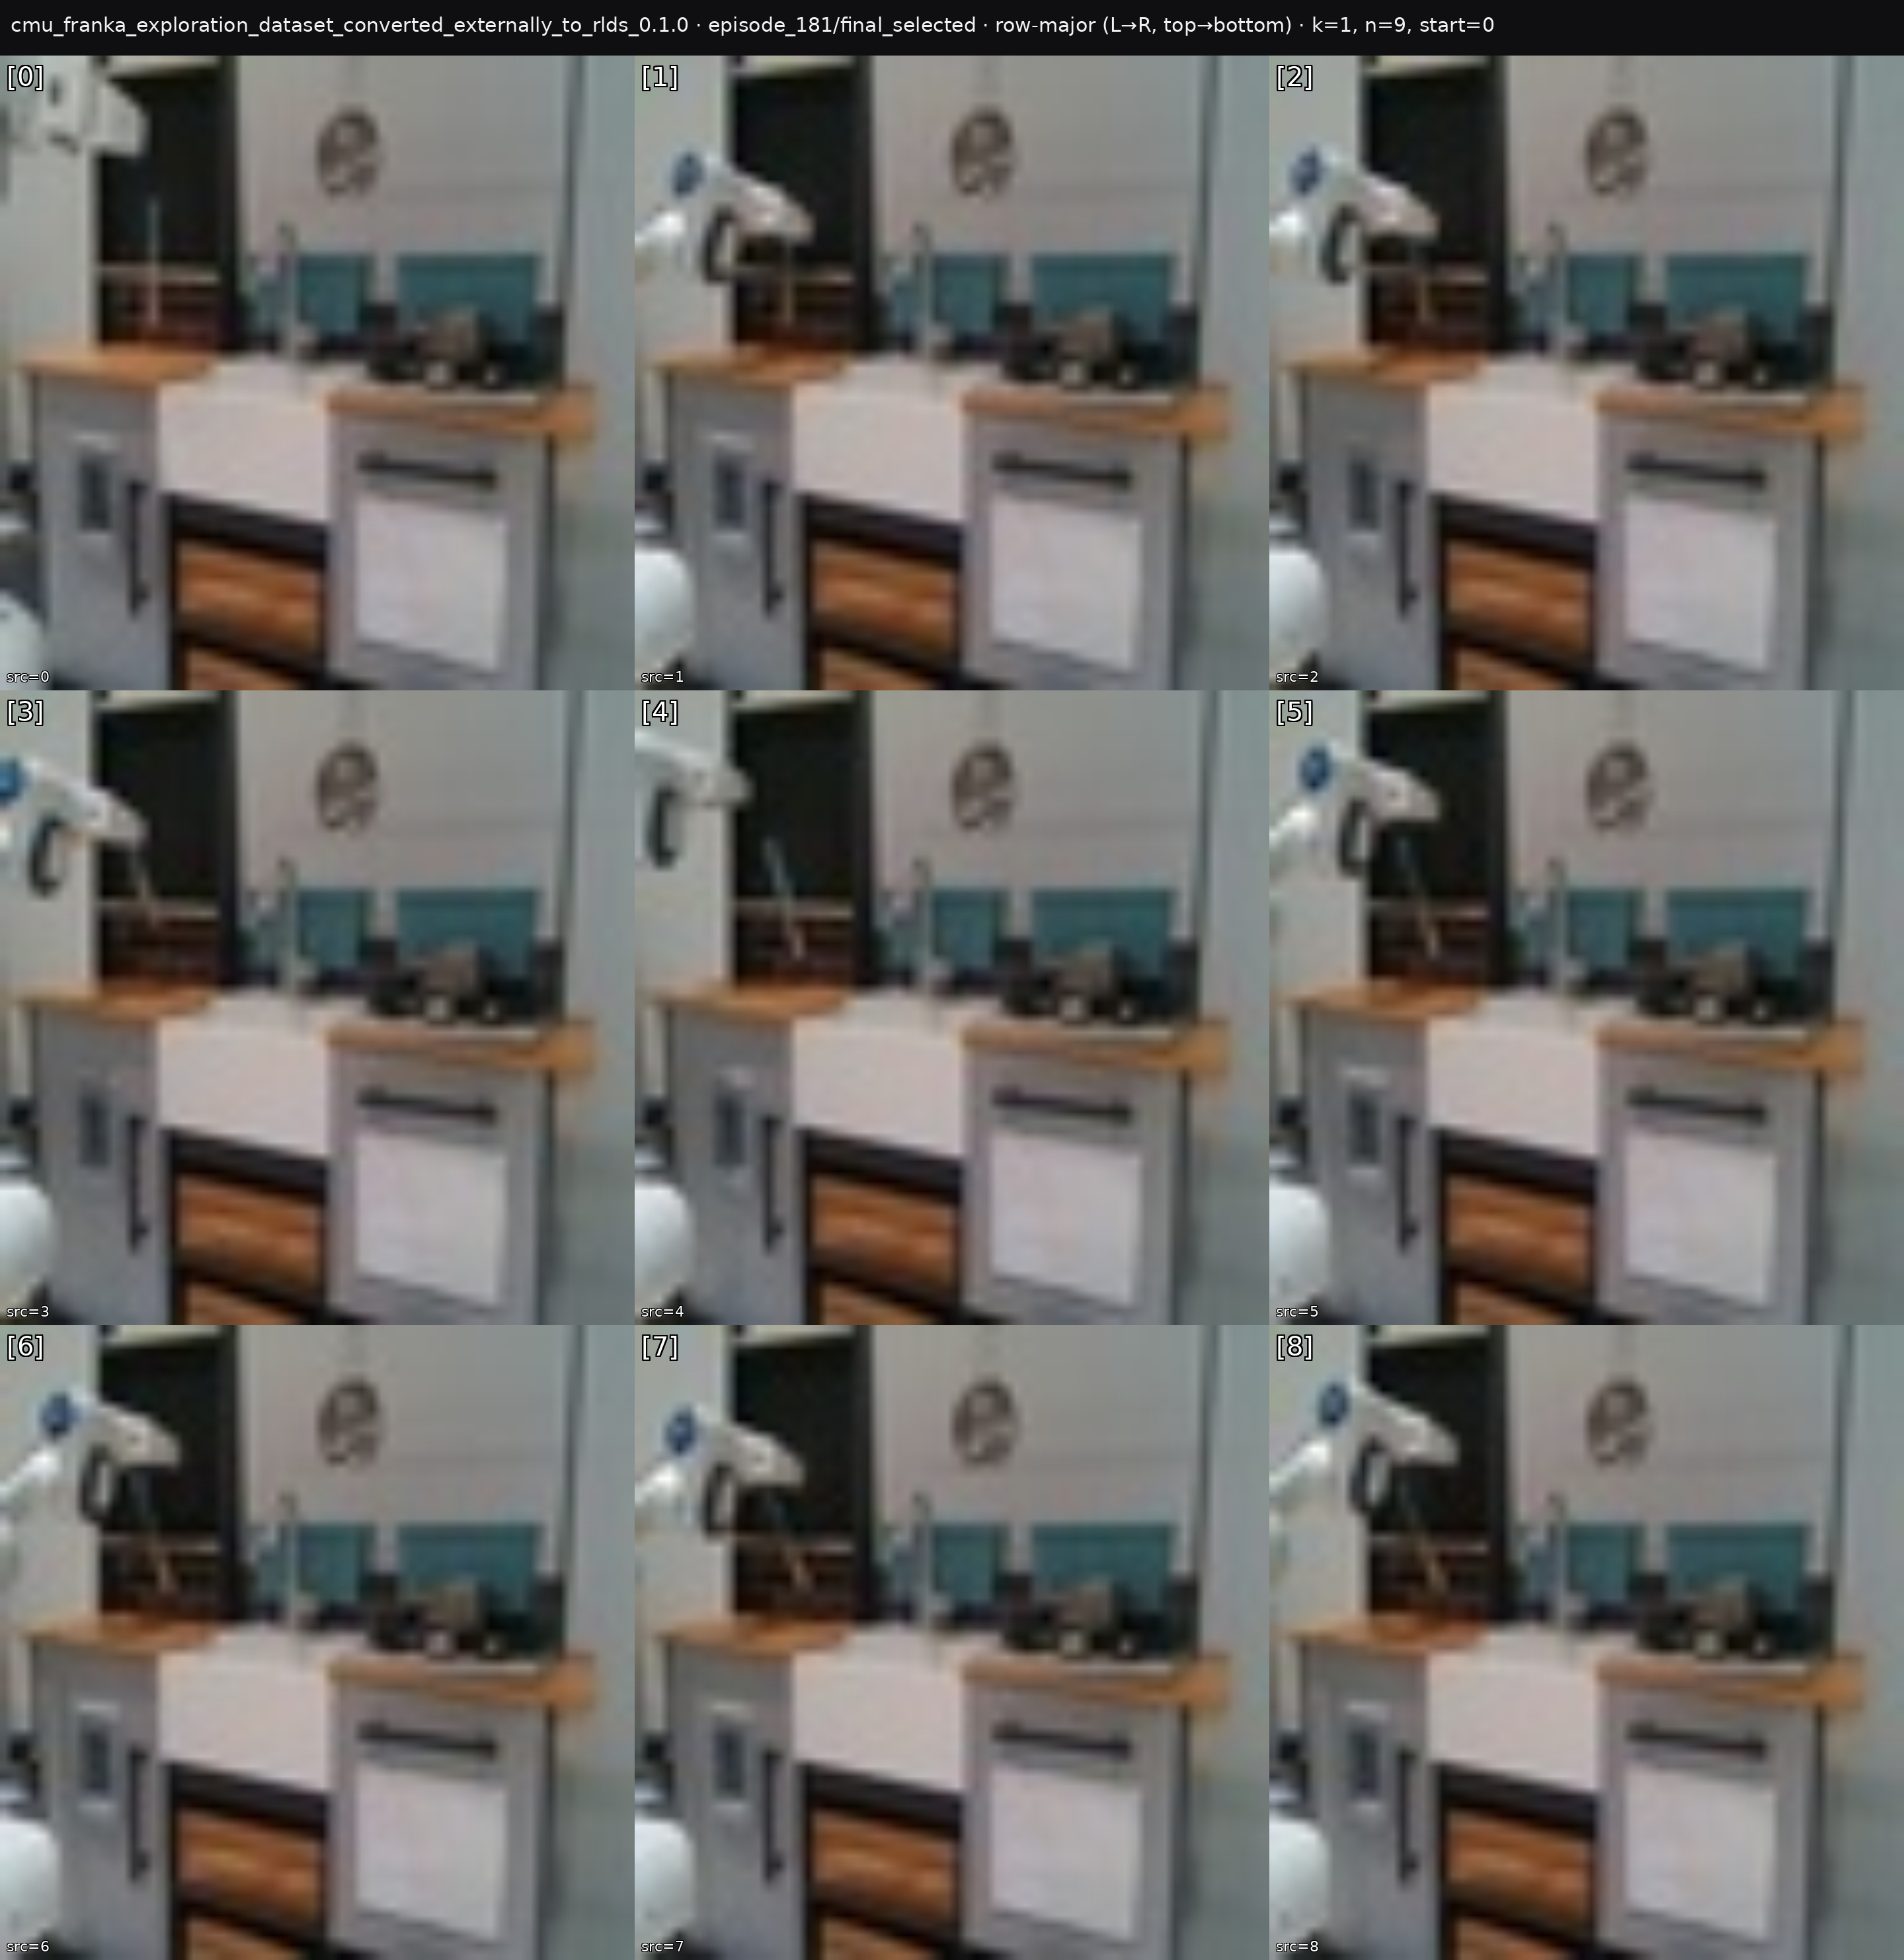 cmu_franka_exploration_dataset_converted_externally_to_rlds_0.1.0 · episode_181/final_selected · row-major (L→R, top→bottom) · k=1, n=9, start=0
[0]
[1]
[2]
src=0
src=1
src=2
[3]
[4]
[5]
src=3
src=4
src=5
[6]
[7]
[8]
src=6
src=7
src=8